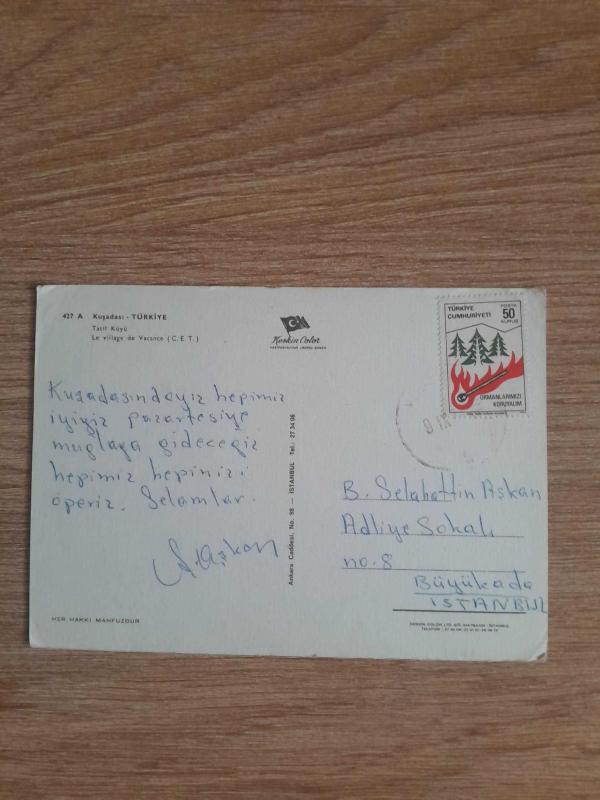 427 A Kuşadası - TÜRKİYE
Tatil Köyü
Le village de Vacance (C.E.T.)
Keskin Color
TÜRKİYE
CUMHURİYETİ
POSTA
50
KURUŞ
ORMANLARIMIZI
KORUYALIM
Kuşadasındayız hepimiz
iyiyiz pazartesiye
muğlaya gideceğiz
hepimiz hepinizi
öperiz. Selamlar.
Aşkan
Ankara Caddesi, No. 98 - İSTANBUL Tel.: 27 34 06
B. Selahattin Aşkan
Adliye Sokak
no. 8
Büyükada
İSTANBUL
HER HAKKI MAHFUZDUR